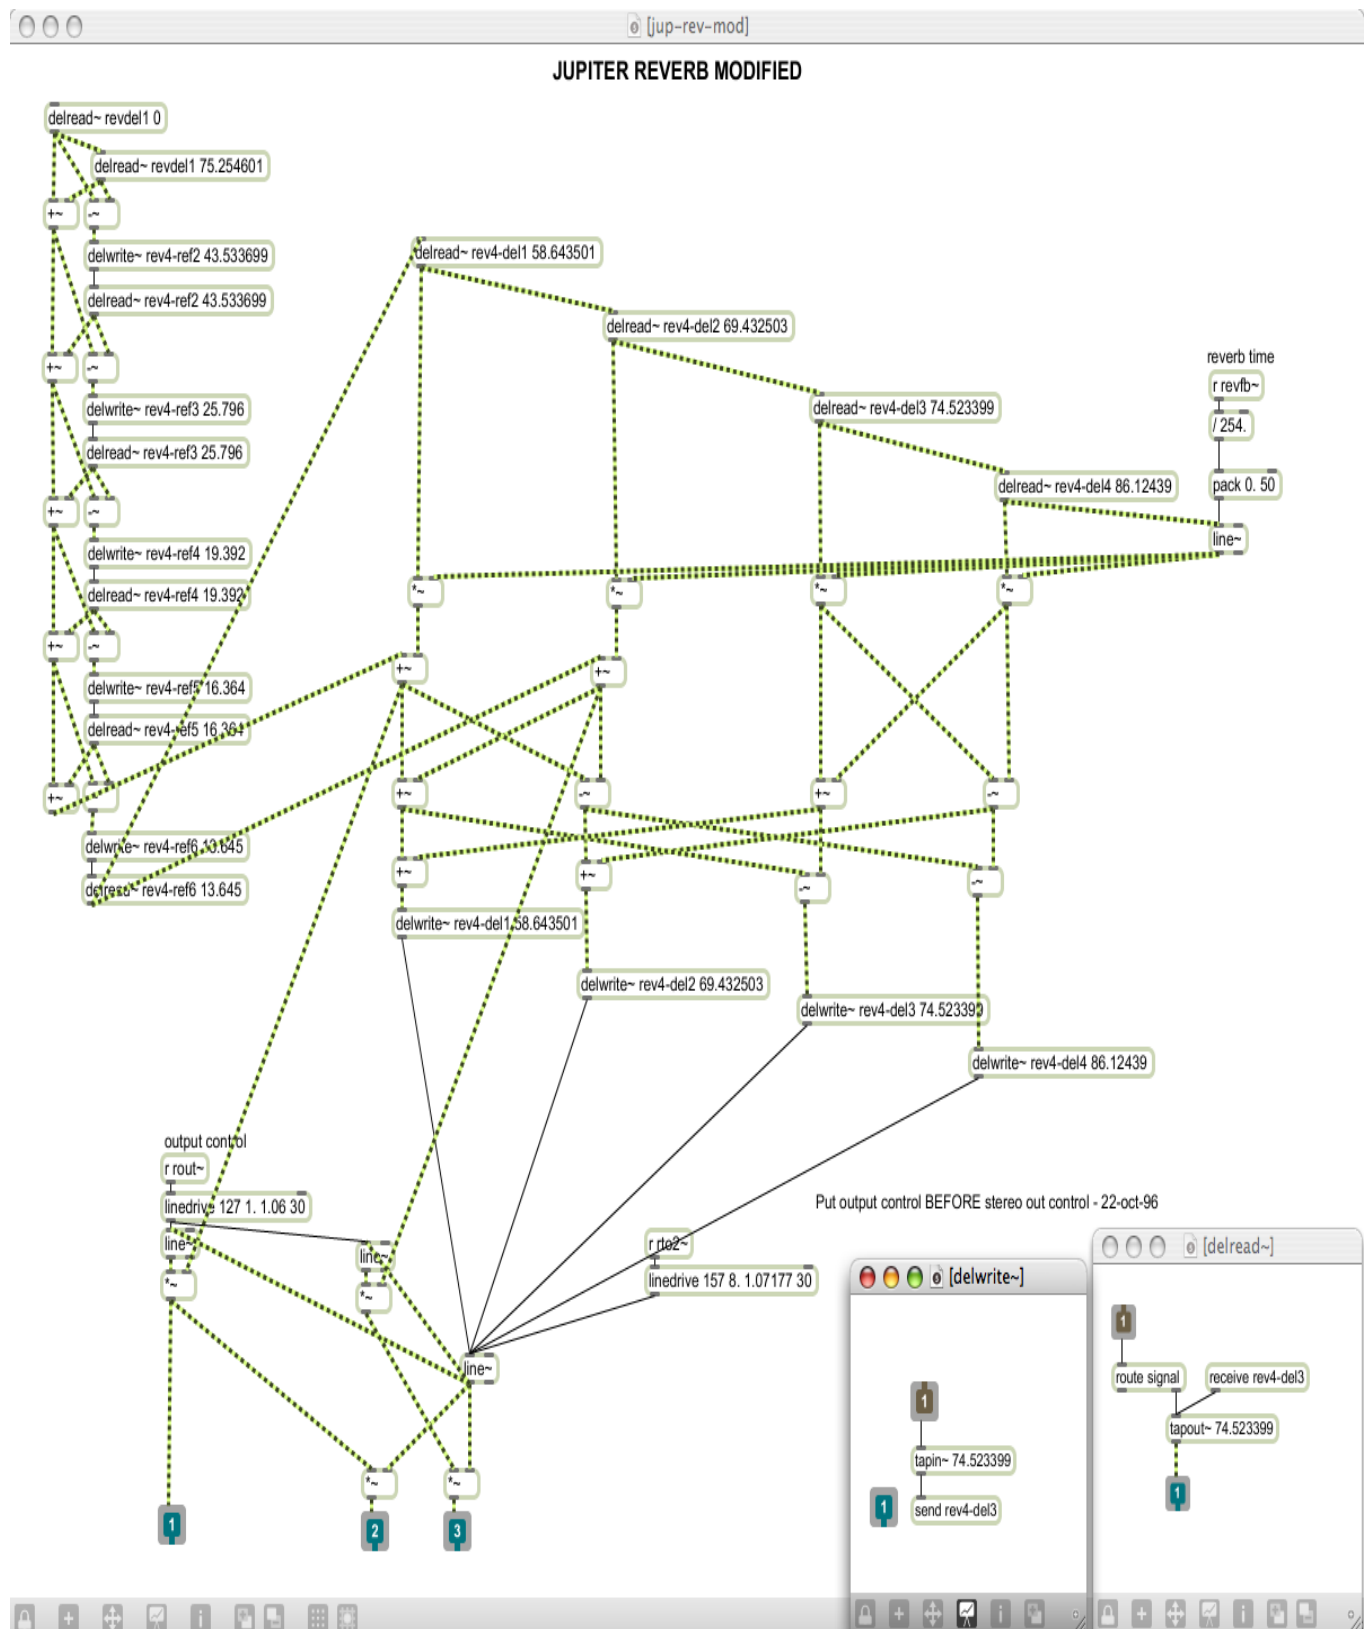 [jup-rev-mod]
JUPITER REVERB MODIFIED
delread~ revdel1 0
delread~ revdel1 75.254601
+~
-~
delwrite~ rev4-ref2 43.533699
delread~ rev4-ref2 43.533699
+~
-~
delwrite~ rev4-ref3 25.796
delread~ rev4-ref3 25.796
+~
-~
delwrite~ rev4-ref4 19.392
delread~ rev4-ref4 19.392
+~
-~
delwrite~ rev4-ref5 16.364
delread~ rev4-ref5 16.364
+~
delwrite~ rev4-ref6 13.645
delread~ rev4-ref6 13.645
delread~ rev4-del1 58.643501
delread~ rev4-del2 69.432503
delread~ rev4-del3 74.523399
delread~ rev4-del4 86.12439
reverb time
r revfb~
/ 254.
pack 0. 50
line~
*~
*~
*~
*~
+~
+~
+~
-~
+~
-~
+~
+~
-~
-~
delwrite~ rev4-del1 58.643501
delwrite~ rev4-del2 69.432503
delwrite~ rev4-del3 74.523399
delwrite~ rev4-del4 86.12439
output control
r rout~
linedrive 127 1. 1.06 30
line~
line~
*~
*~
r rto2~
linedrive 157 8. 1.07177 30
line~
*~
*~
1
2
3
Put output control BEFORE stereo out control - 22-oct-96
[delwrite~]
1
tapin~ 74.523399
1
send rev4-del3
[delread~]
1
route signal
receive rev4-del3
tapout~ 74.523399
1